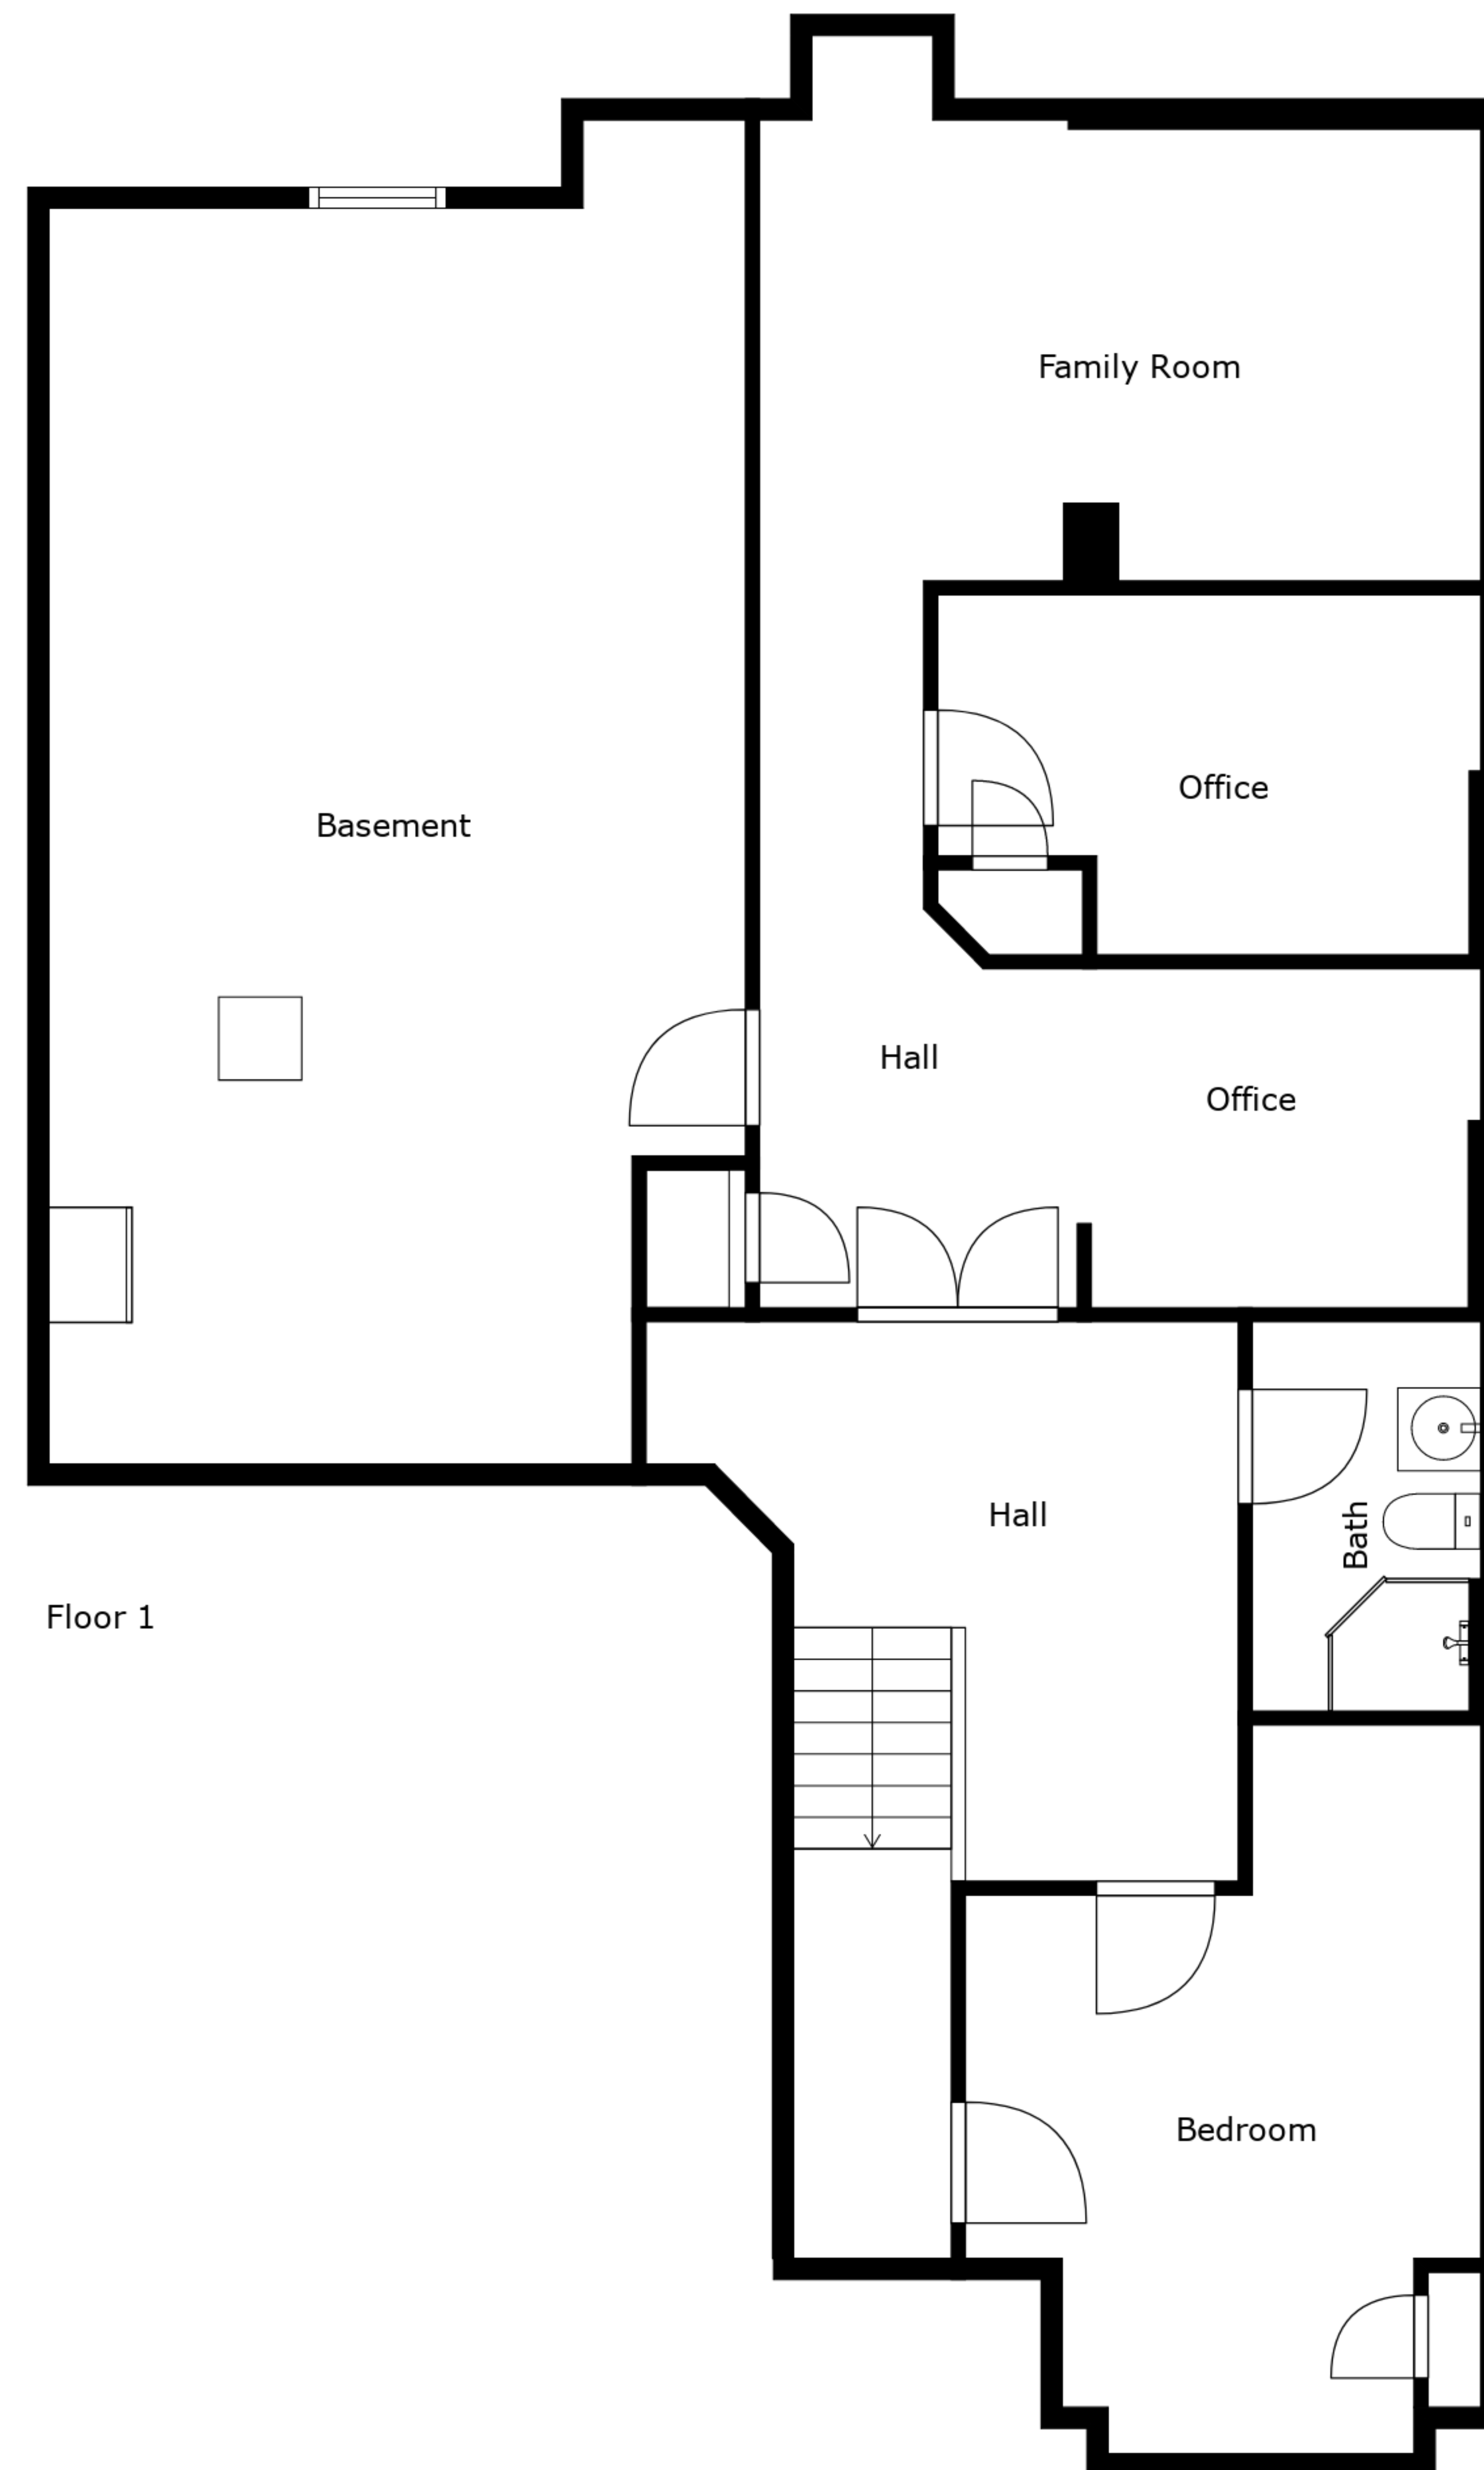 Family Room
Office
Basement
Hall
Office
Hall
Bath
Floor 1
Bedroom